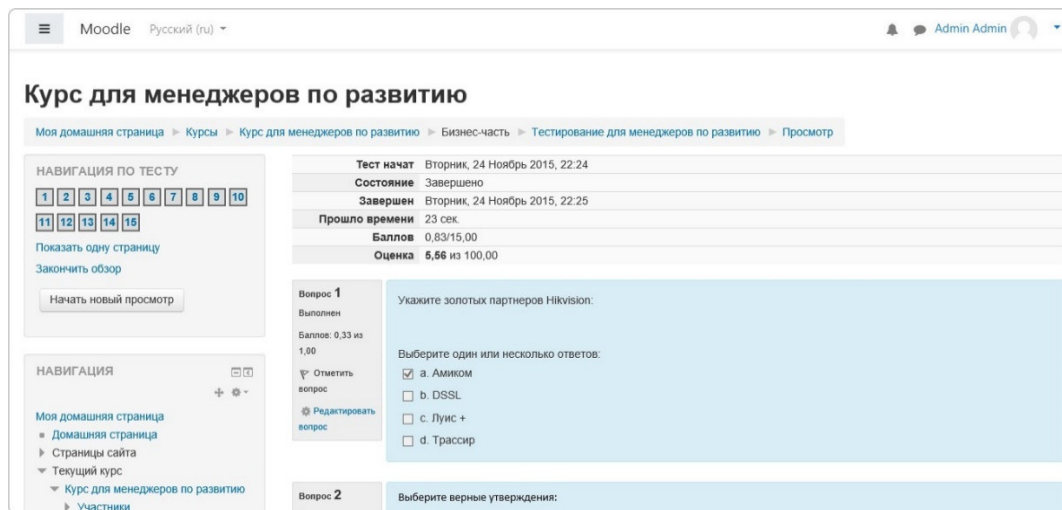 Moodle Русский (ru)
Admin Admin
Курс для менеджеров по развитию
Моя домашняя страница Курсы Курс для менеджеров по развитию Бизнес-часть Тестирование для менеджеров по развитию Просмотр
НАВИГАЦИЯ ПО ТЕСТУ
1 2 3 4 5 6 7 8 9 10
11 12 13 14 15
Показать одну страницу
Закончить обзор
Начать новый просмотр
НАВИГАЦИЯ
Моя домашняя страница
Домашняя страница
Страницы сайта
Текущий курс
Курс для менеджеров по развитию
Участники
Тест начат Вторник, 24 Ноябрь 2015, 22:24
Состояние Завершено
Завершен Вторник, 24 Ноябрь 2015, 22:25
Прошло времени 23 сек.
Баллов 0,83/15,00
Оценка 5,56 из 100,00
Вопрос 1
Выполнен
Баллов: 0,33 из
1,00
Отметить
вопрос
Редактировать
вопрос
Укажите золотых партнеров Hikvision:
Выберите один или несколько ответов:
a. Амиком
b. DSSL
c. Луис +
d. Трассир
Вопрос 2
Выберите верные утверждения: